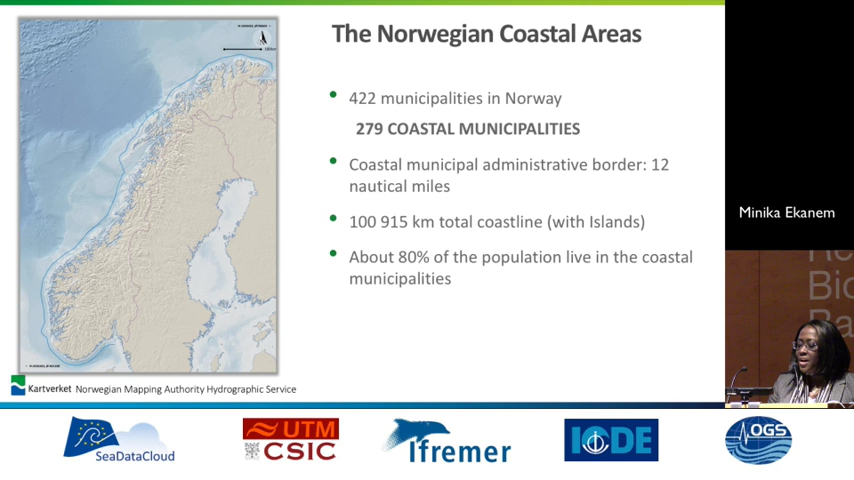 The Norwegian Coastal Areas
422 municipalities in Norway
279 COASTAL MUNICIPALITIES
Coastal municipal administrative border: 12
nautical miles
100 915 km total coastline (with Islands)
About 80% of the population live in the coastal
municipalities
Minika Ekanem
Bio
Kartverket Norwegian Mapping Authority Hydrographic Service
SeaDataCloud
UTM
CSIC
Ifremer
IODE
OGS